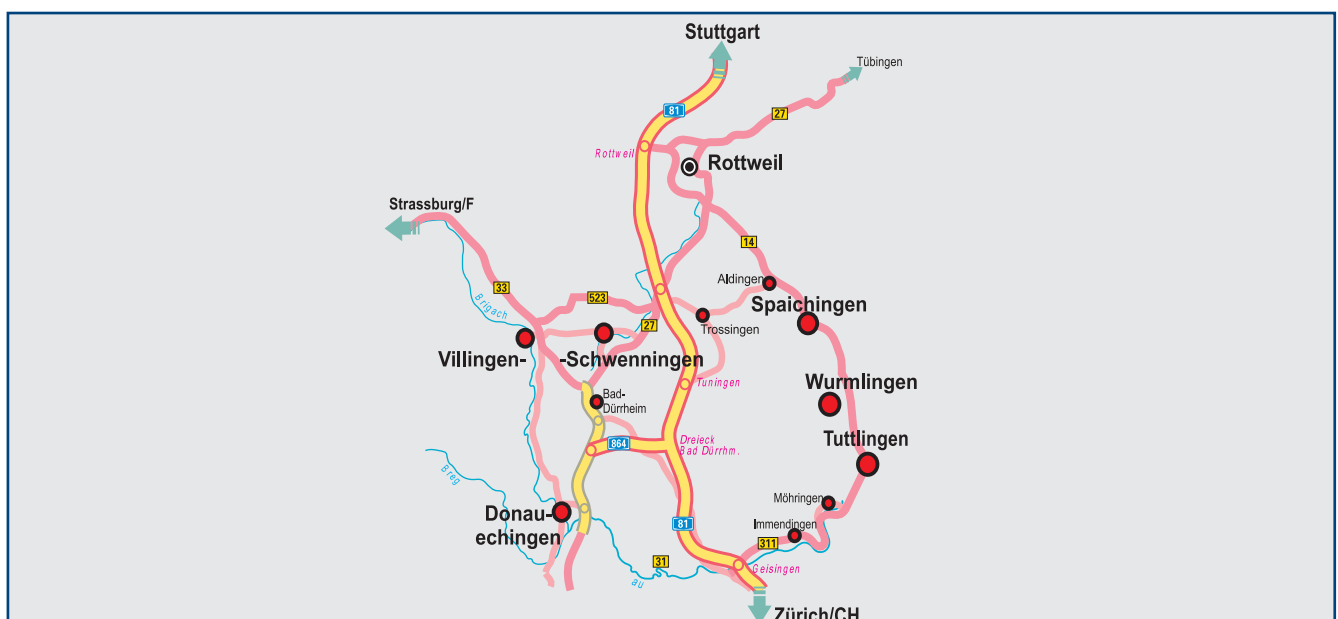 Stuttgart
Tübingen
81
27
Rottweil
Rottweil
Strassburg/F
14
Aldingen
33
523
Brigach
Spaichingen
27
Trossingen
Villingen-
-Schwenningen
Tuningen
Wurmlingen
Bad-
Dürrheim
Tuttlingen
864
Dreieck
Bad Dürrhm.
Breg
Möhringen
Donau-
echingen
81
Immendingen
311
31
Geisingen
au
Zürich/CH